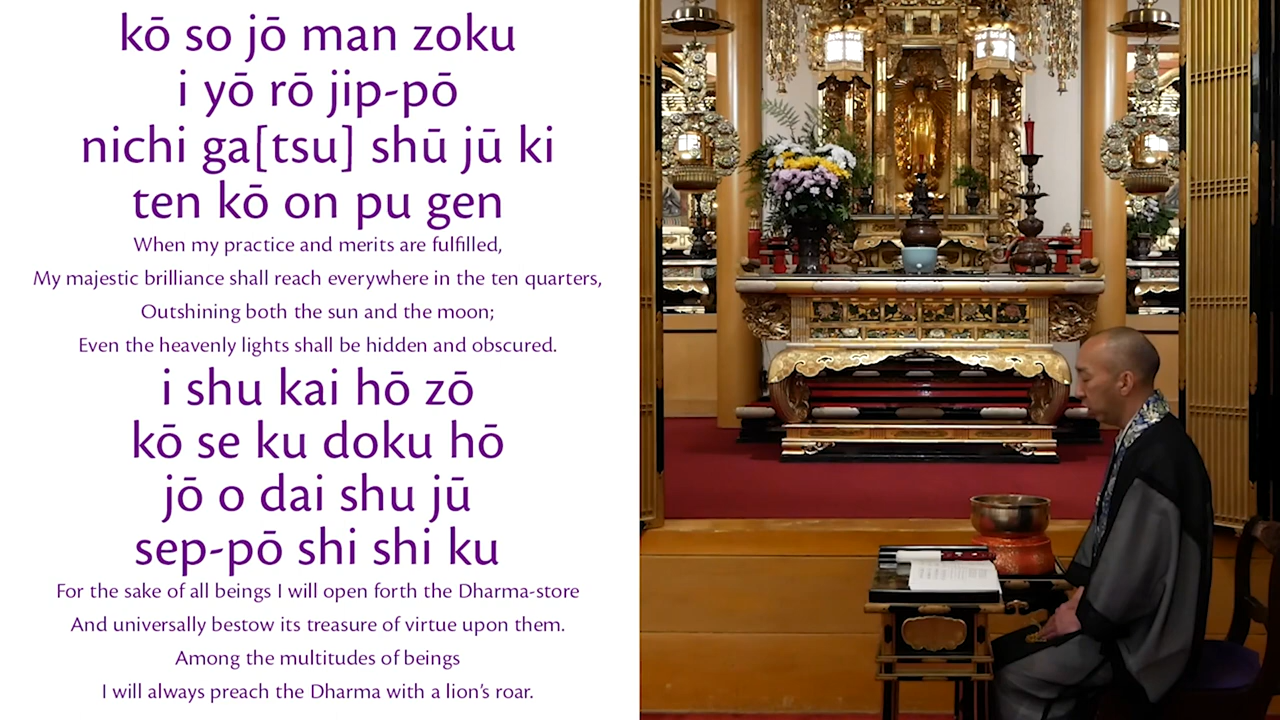 kō so jō man zoku
i yō rō jip-pō
nichi ga[tsu] shū jū ki
ten kō on pu gen
When my practice and merits are fulfilled,
My majestic brilliance shall reach everywhere in the ten quarters,
Outshining both the sun and the moon;
Even the heavenly lights shall be hidden and obscured.
i shu kai hō zō
kō se ku doku hō
jō o dai shu jū
sep-pō shi shi ku
For the sake of all beings I will open forth the Dharma-store
And universally bestow its treasure of virtue upon them.
Among the multitudes of beings
I will always preach the Dharma with a lion’s roar.